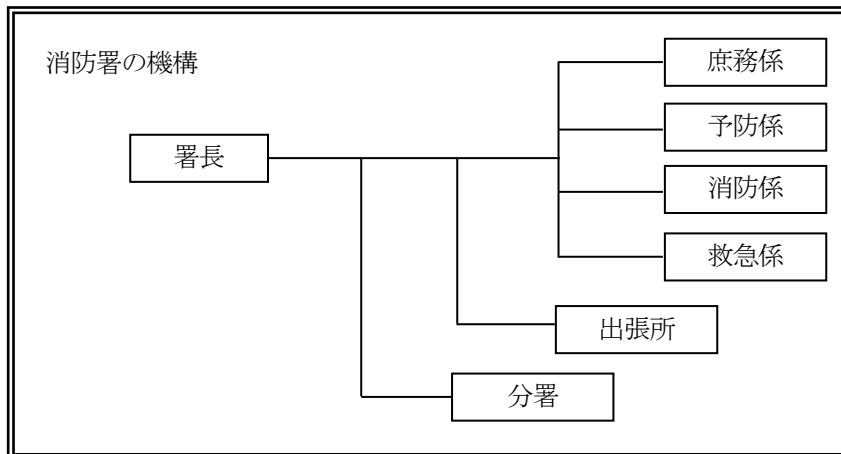 消防署の機構
庶務係
予防係
署長
消防係
救急係
出張所
分署